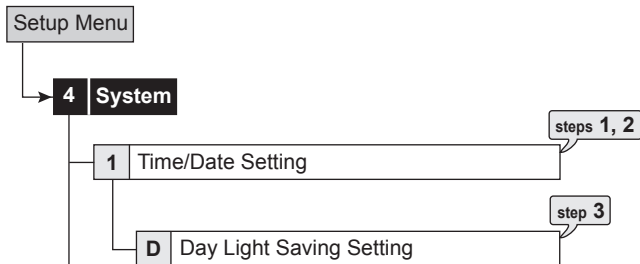 Setup Menu
4 System
steps 1, 2
1 Time/Date Setting
step 3
D Day Light Saving Setting